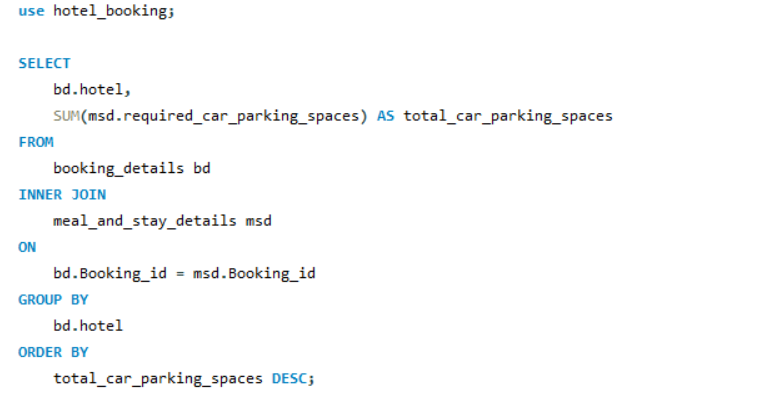 use hotel_booking;
SELECT
bd.hotel,
SUM(msd.required_car_parking_spaces) AS total_car_parking_spaces
FROM
booking_details bd
INNER JOIN
meal_and_stay_details msd
ON
bd.Booking_id = msd.Booking_id
GROUP BY
bd.hotel
ORDER BY
total_car_parking_spaces DESC;